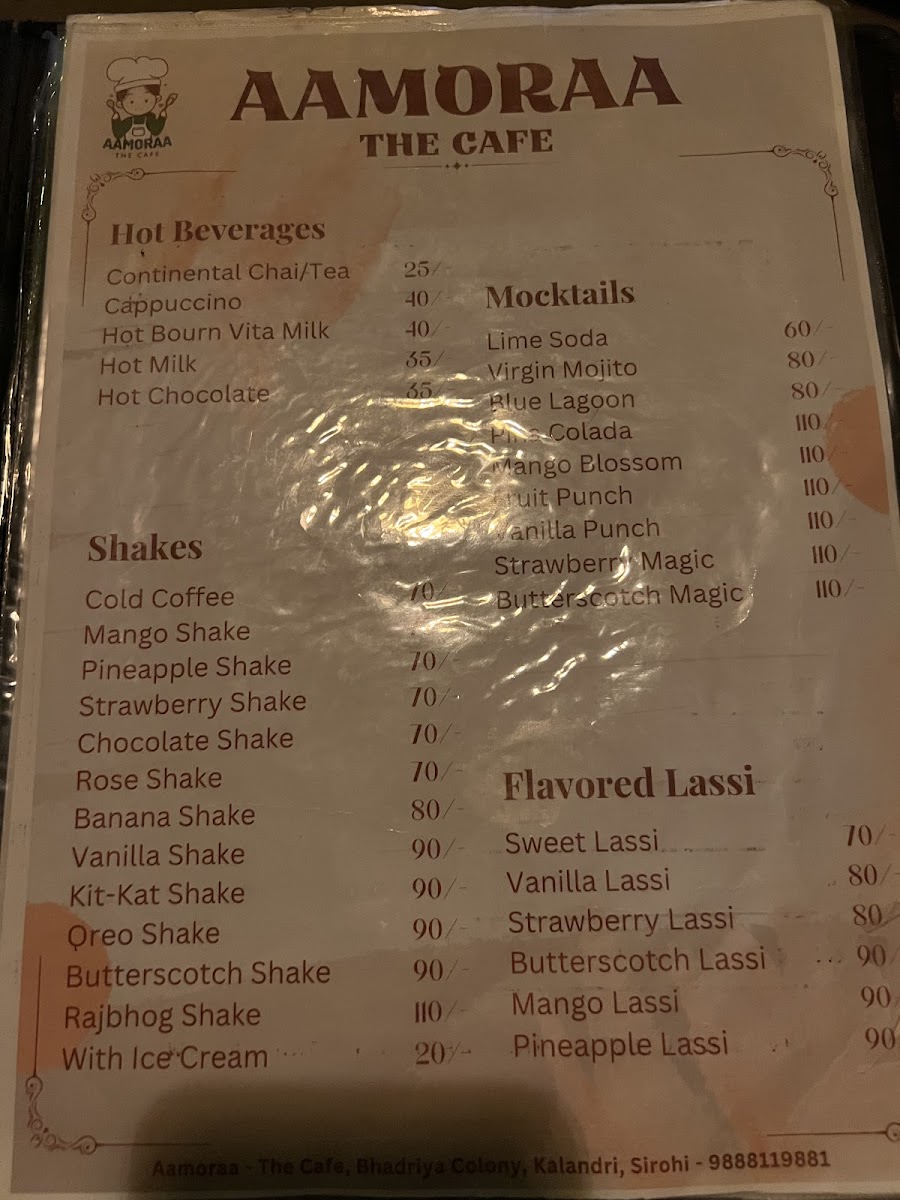 AAMORAA
THE CAFE
AAMORAA
THE CAFE
Hot Beverages
Continental Chai/Tea 25/-
Cappuccino 40/-
Hot Bourn Vita Milk 40/-
Hot Milk 35/-
Hot Chocolate 35
Mocktails
Lime Soda 60/-
Virgin Mojito 80/-
Blue Lagoon 80/-
Colada 110/
Mango Blossom 110/
Fruit Punch 110/-
Vanilla Punch 110/-
Strawberry Magic 110/-
Butterscotch Magic 110/-
Shakes
Cold Coffee 70/-
Mango Shake
Pineapple Shake 70/-
Strawberry Shake 70/-
Chocolate Shake 70/-
Rose Shake 70/-
Banana Shake 80/-
Vanilla Shake 90/-
Kit-Kat Shake 90/-
Oreo Shake 90/-
Butterscotch Shake 90/-
Rajbhog Shake 110/-
With Ice Cream 20/-
Flavored Lassi
Sweet Lassi 70/-
Vanilla Lassi 80/-
Strawberry Lassi 80/
Butterscotch Lassi 90/
Mango Lassi 90
Pineapple Lassi 90
Aamoraa - The Cafe, Bhadriya Colony, Kalandri, Sirohi - 9888119881